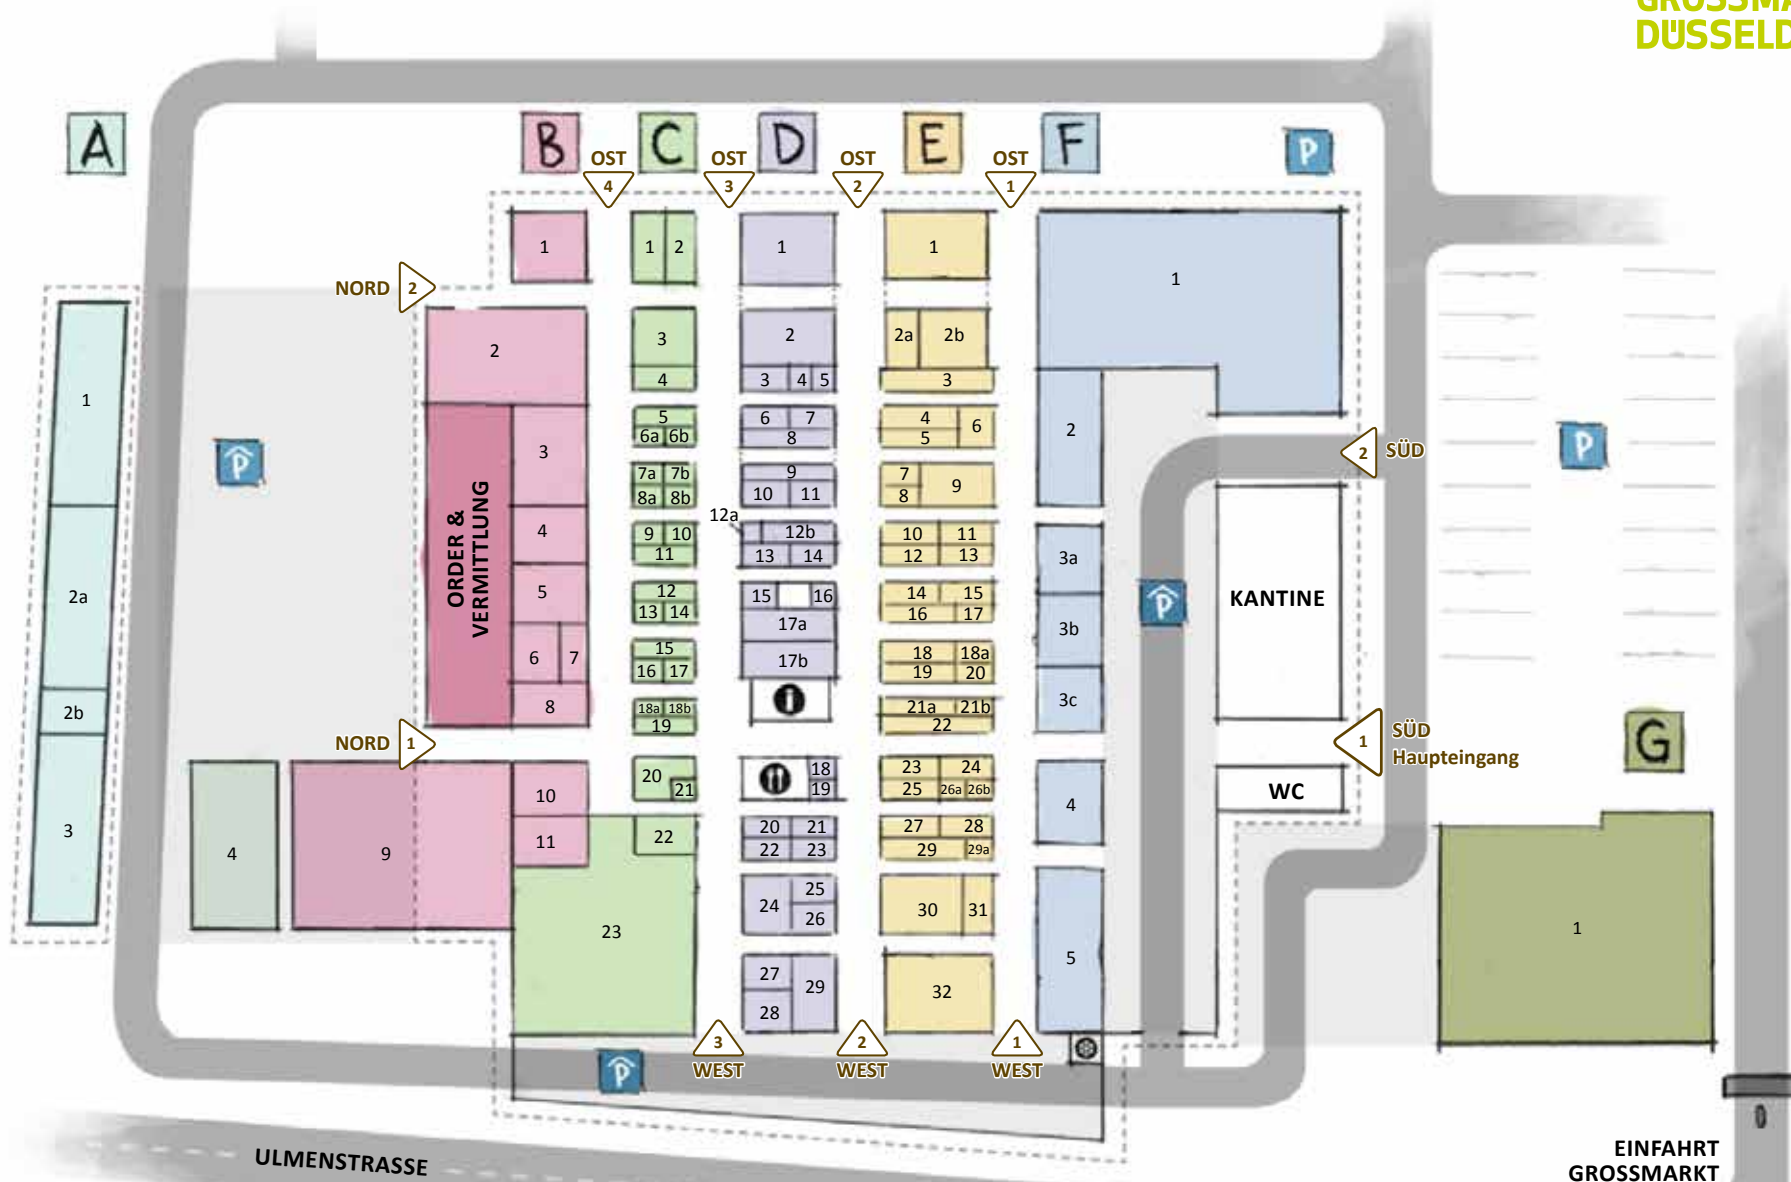 GROSSMA
DÜSSELD
A
B
C
D
E
F
P
OST
4
OST
3
OST
2
OST
1
1
1 2
1
1
1
NORD 2
2
3
2
2a 2b
1
4
3 4 5
3
1
5
6 7
4 6
6a 6b
8
5
2
2 SÜD
P
P
ORDER &
VERMITTLUNG
3
7a 7b
9
7 9
8a 8b
10 11
8
12a
4
9 10
12b
10 11
11
13 14
12 13
3a
2a
5
12
15 16
14 15
13 14
17a
16 17
P
KANTINE
3b
6 7
15
17b
18 18a
16 17
19 20
2b
8
18a 18b
21a 21b
3c
19
22
NORD 1
1 SÜD
Haupteingang
G
10
20
18
23 24
21
19
25 26a 26b
4
WC
3
4
9
11
22
20 21
27 28
22 23
29 29a
23
24
25
26
30 31
5
1
27
29
28
32
P
3
WEST
2
WEST
1
WEST
ULMENSTRASSE
EINFAHRT
GROSSMARKT